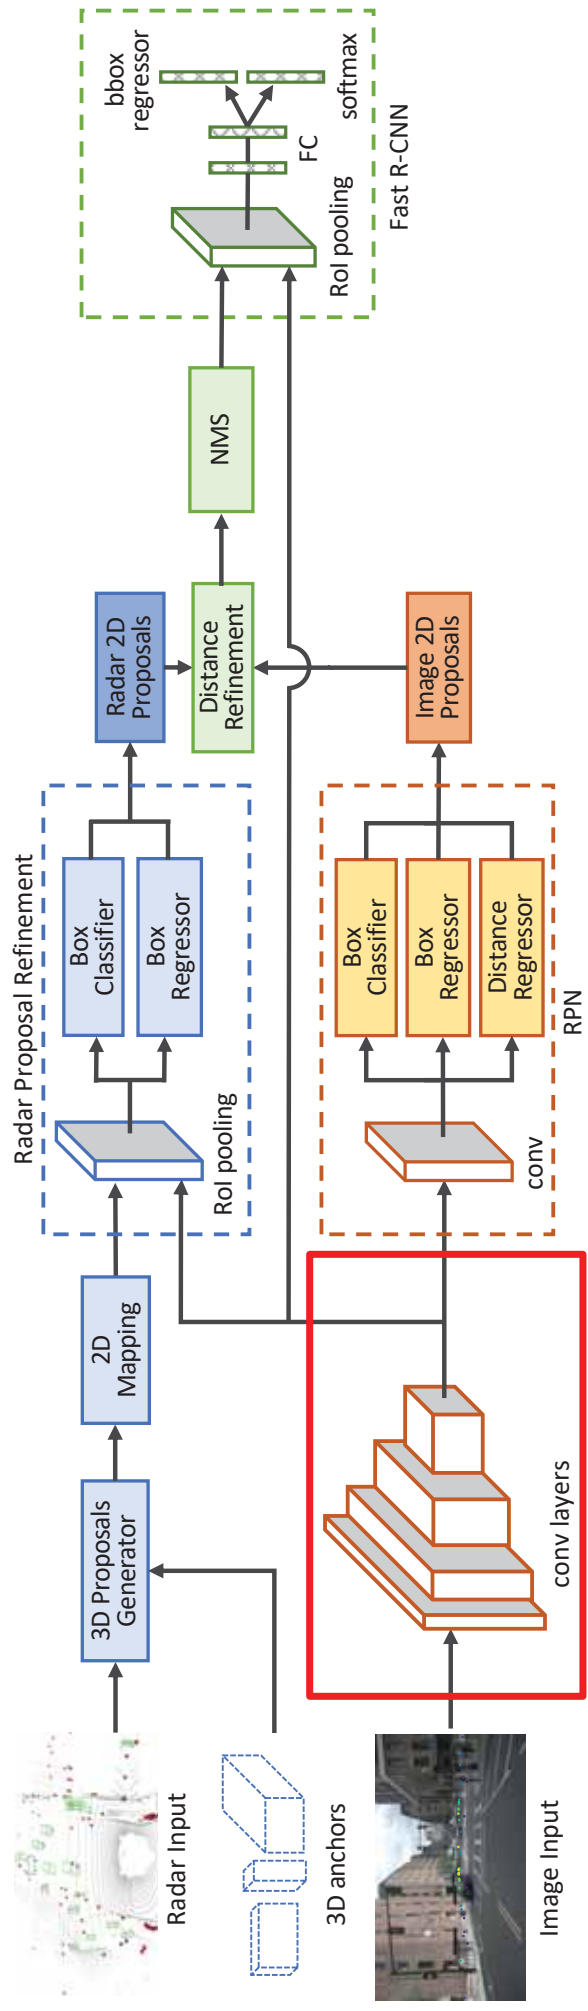 Radar Input
3D anchors
Image Input
3D Proposals
Generator
2D
Mapping
conv layers
Radar Proposal Refinement
RoI pooling
Box
Classifier
Box
Regressor
conv
Box
Classifier
Box
Regressor
Distance
Regressor
RPN
Radar 2D
Proposals
Distance
Refinement
Image 2D
Proposals
NMS
RoI pooling
FC
bbox
regressor
softmax
Fast R-CNN